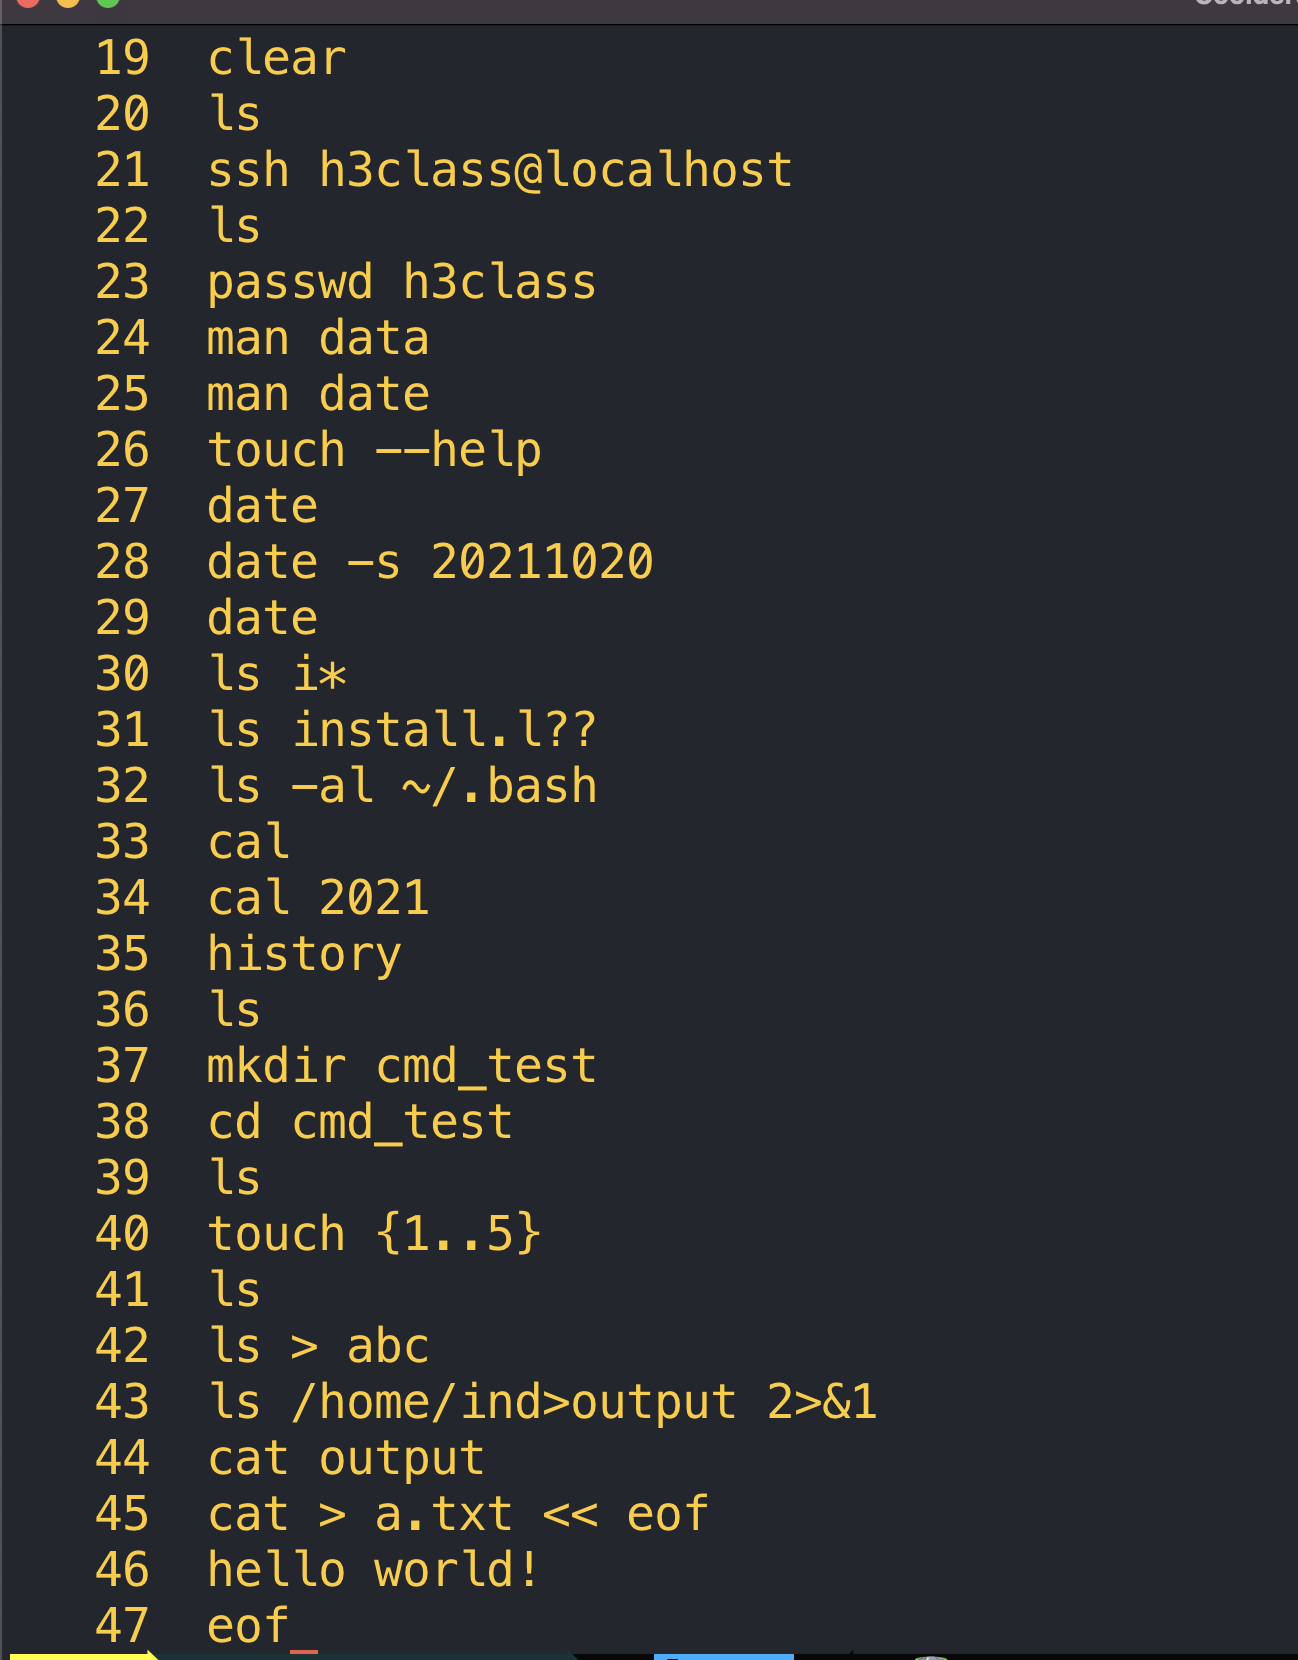 19 clear
20 ls
21 ssh h3class@localhost
22 ls
23 passwd h3class
24 man data
25 man date
26 touch --help
27 date
28 date -s 20211020
29 date
30 ls i*
31 ls install.l??
32 ls -al ~/.bash
33 cal
34 cal 2021
35 history
36 ls
37 mkdir cmd_test
38 cd cmd_test
39 ls
40 touch {1..5}
41 ls
42 ls > abc
43 ls /home/ind>output 2>&1
44 cat output
45 cat > a.txt << eof
46 hello world!
47 eof